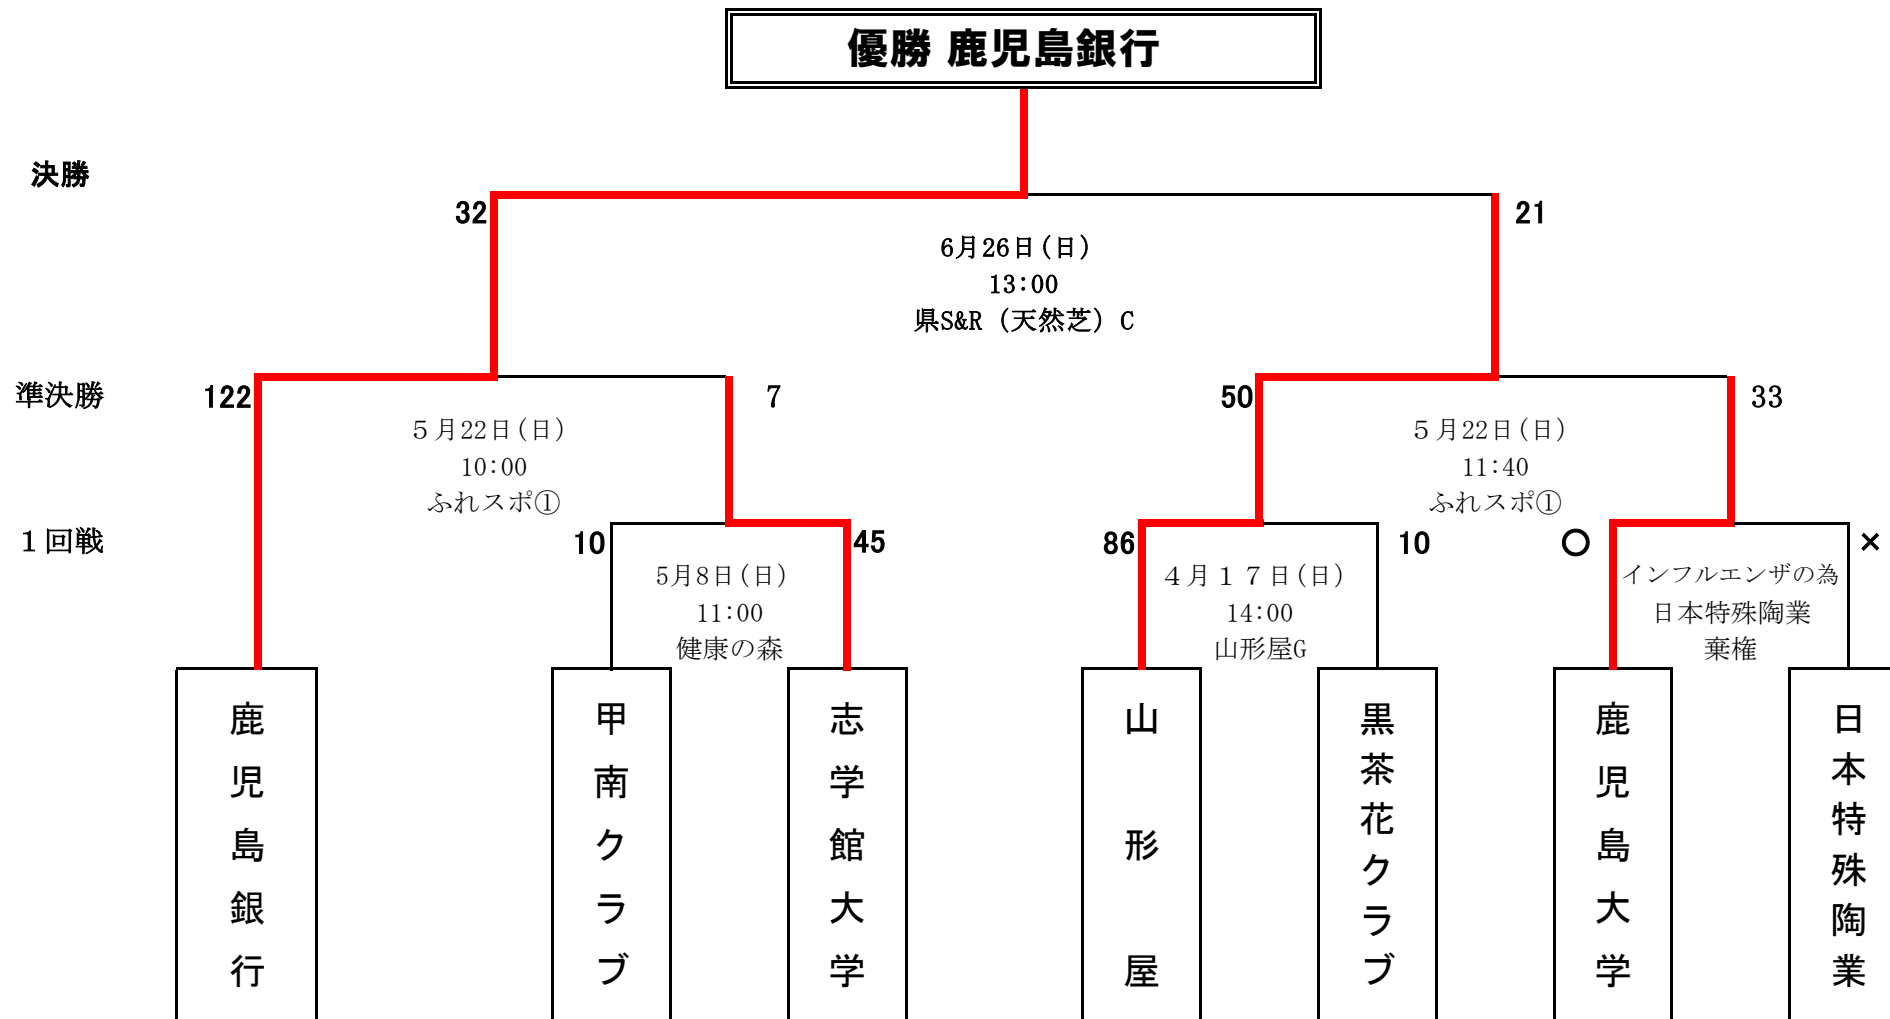 優勝 鹿児島銀行
決勝
32
21
6月26日(日)
13:00
県S&R（天然芝）C
準決勝
122
7
50
33
５月22日(日)
10:00
ふれスポ①
５月22日(日)
11:40
ふれスポ①
１回戦
10
45
86
10
○
×
5月8日(日)
11:00
健康の森
４月１７日(日)
14:00
山形屋G
インフルエンザの為
日本特殊陶業
棄権
鹿児島銀行
甲南クラブ
志学館大学
山形屋
黒茶花クラブ
鹿児島大学
日本特殊陶業